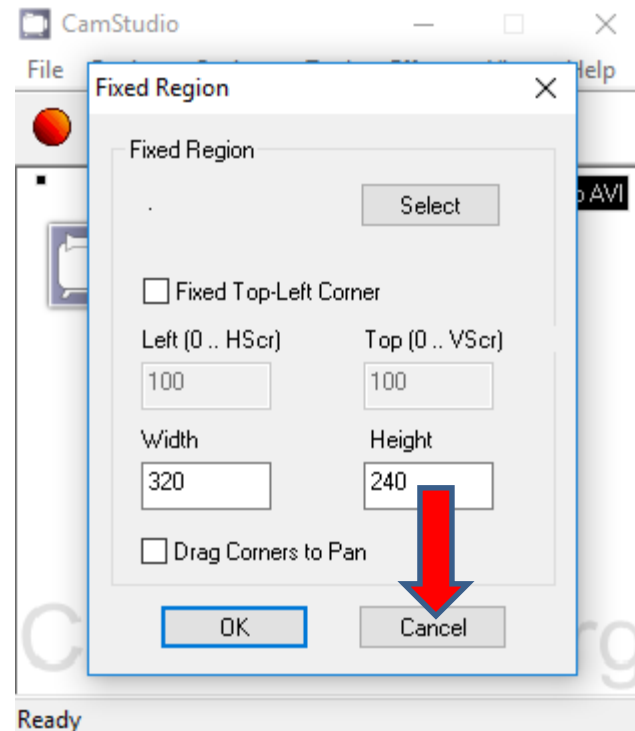 CamStudio
File
Help
Fixed Region
Fixed Region
AVI
Select
Fixed Top-Left Corner
Left (0 .. HScr) Top (0 .. VScr)
100 100
Width Height
320 240
Drag Corners to Pan
OK Cancel
Ready